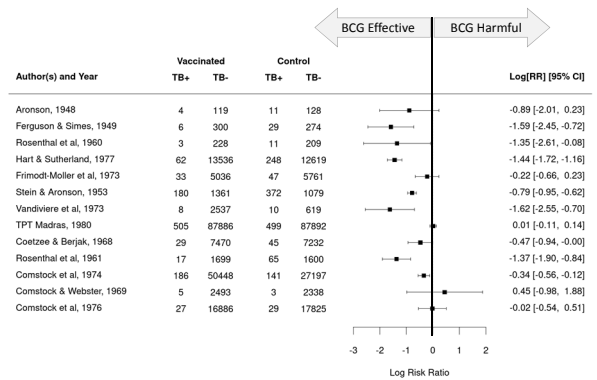 BCG Effective BCG Harmful
Vaccinated Control
Author(s) and Year TB+ TB- TB+ TB- Log[RR] [95% CI]
Aronson, 1948 4 119 11 128 -0.89 [-2.01, 0.23]
Ferguson & Simes, 1949 6 300 29 274 -1.59 [-2.45, -0.72]
Rosenthal et al, 1960 3 228 11 209 -1.35 [-2.61, -0.08]
Hart & Sutherland, 1977 62 13536 248 12619 -1.44 [-1.72, -1.16]
Frimodt-Moller et al, 1973 33 5036 47 5761 -0.22 [-0.66, 0.23]
Stein & Aronson, 1953 180 1361 372 1079 -0.79 [-0.95, -0.62]
Vandiviere et al, 1973 8 2537 10 619 -1.62 [-2.55, -0.70]
TPT Madras, 1980 505 87886 499 87892 0.01 [-0.11, 0.14]
Coetzee & Berjak, 1968 29 7470 45 7232 -0.47 [-0.94, -0.00]
Rosenthal et al, 1961 17 1699 65 1600 -1.37 [-1.90, -0.84]
Comstock et al, 1974 186 50448 141 27197 -0.34 [-0.56, -0.12]
Comstock & Webster, 1969 5 2493 3 2338 0.45 [-0.98, 1.88]
Comstock et al, 1976 27 16886 29 17825 -0.02 [-0.54, 0.51]
-3 -2 -1 0 1 2
Log Risk Ratio